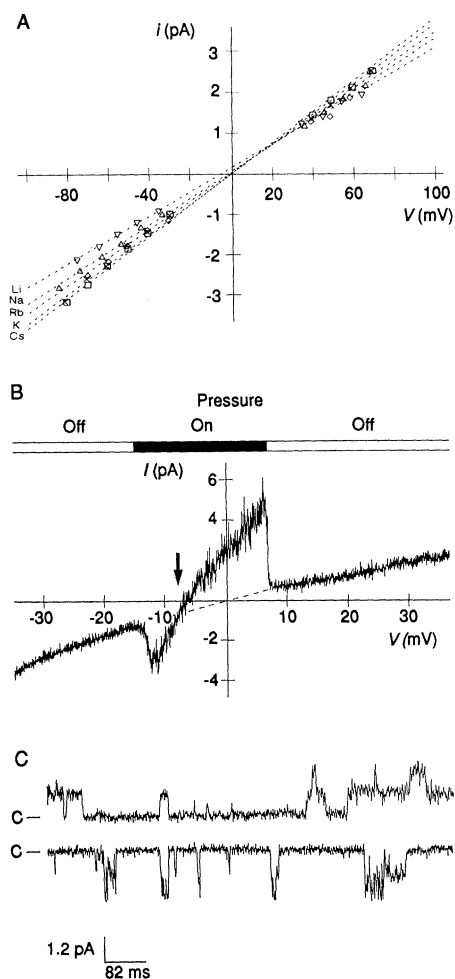 A
i (pA)
3
2
1
-80 -40 20 60 100
V (mV)
-1
-2
-3
Li
Na
Rb
K
Cs
B
Pressure
Off On Off
I (pA)
6
4
-30 -20 -10 10 20 30
V (mV)
-2
-4
C
C
C
1.2 pA
82 ms